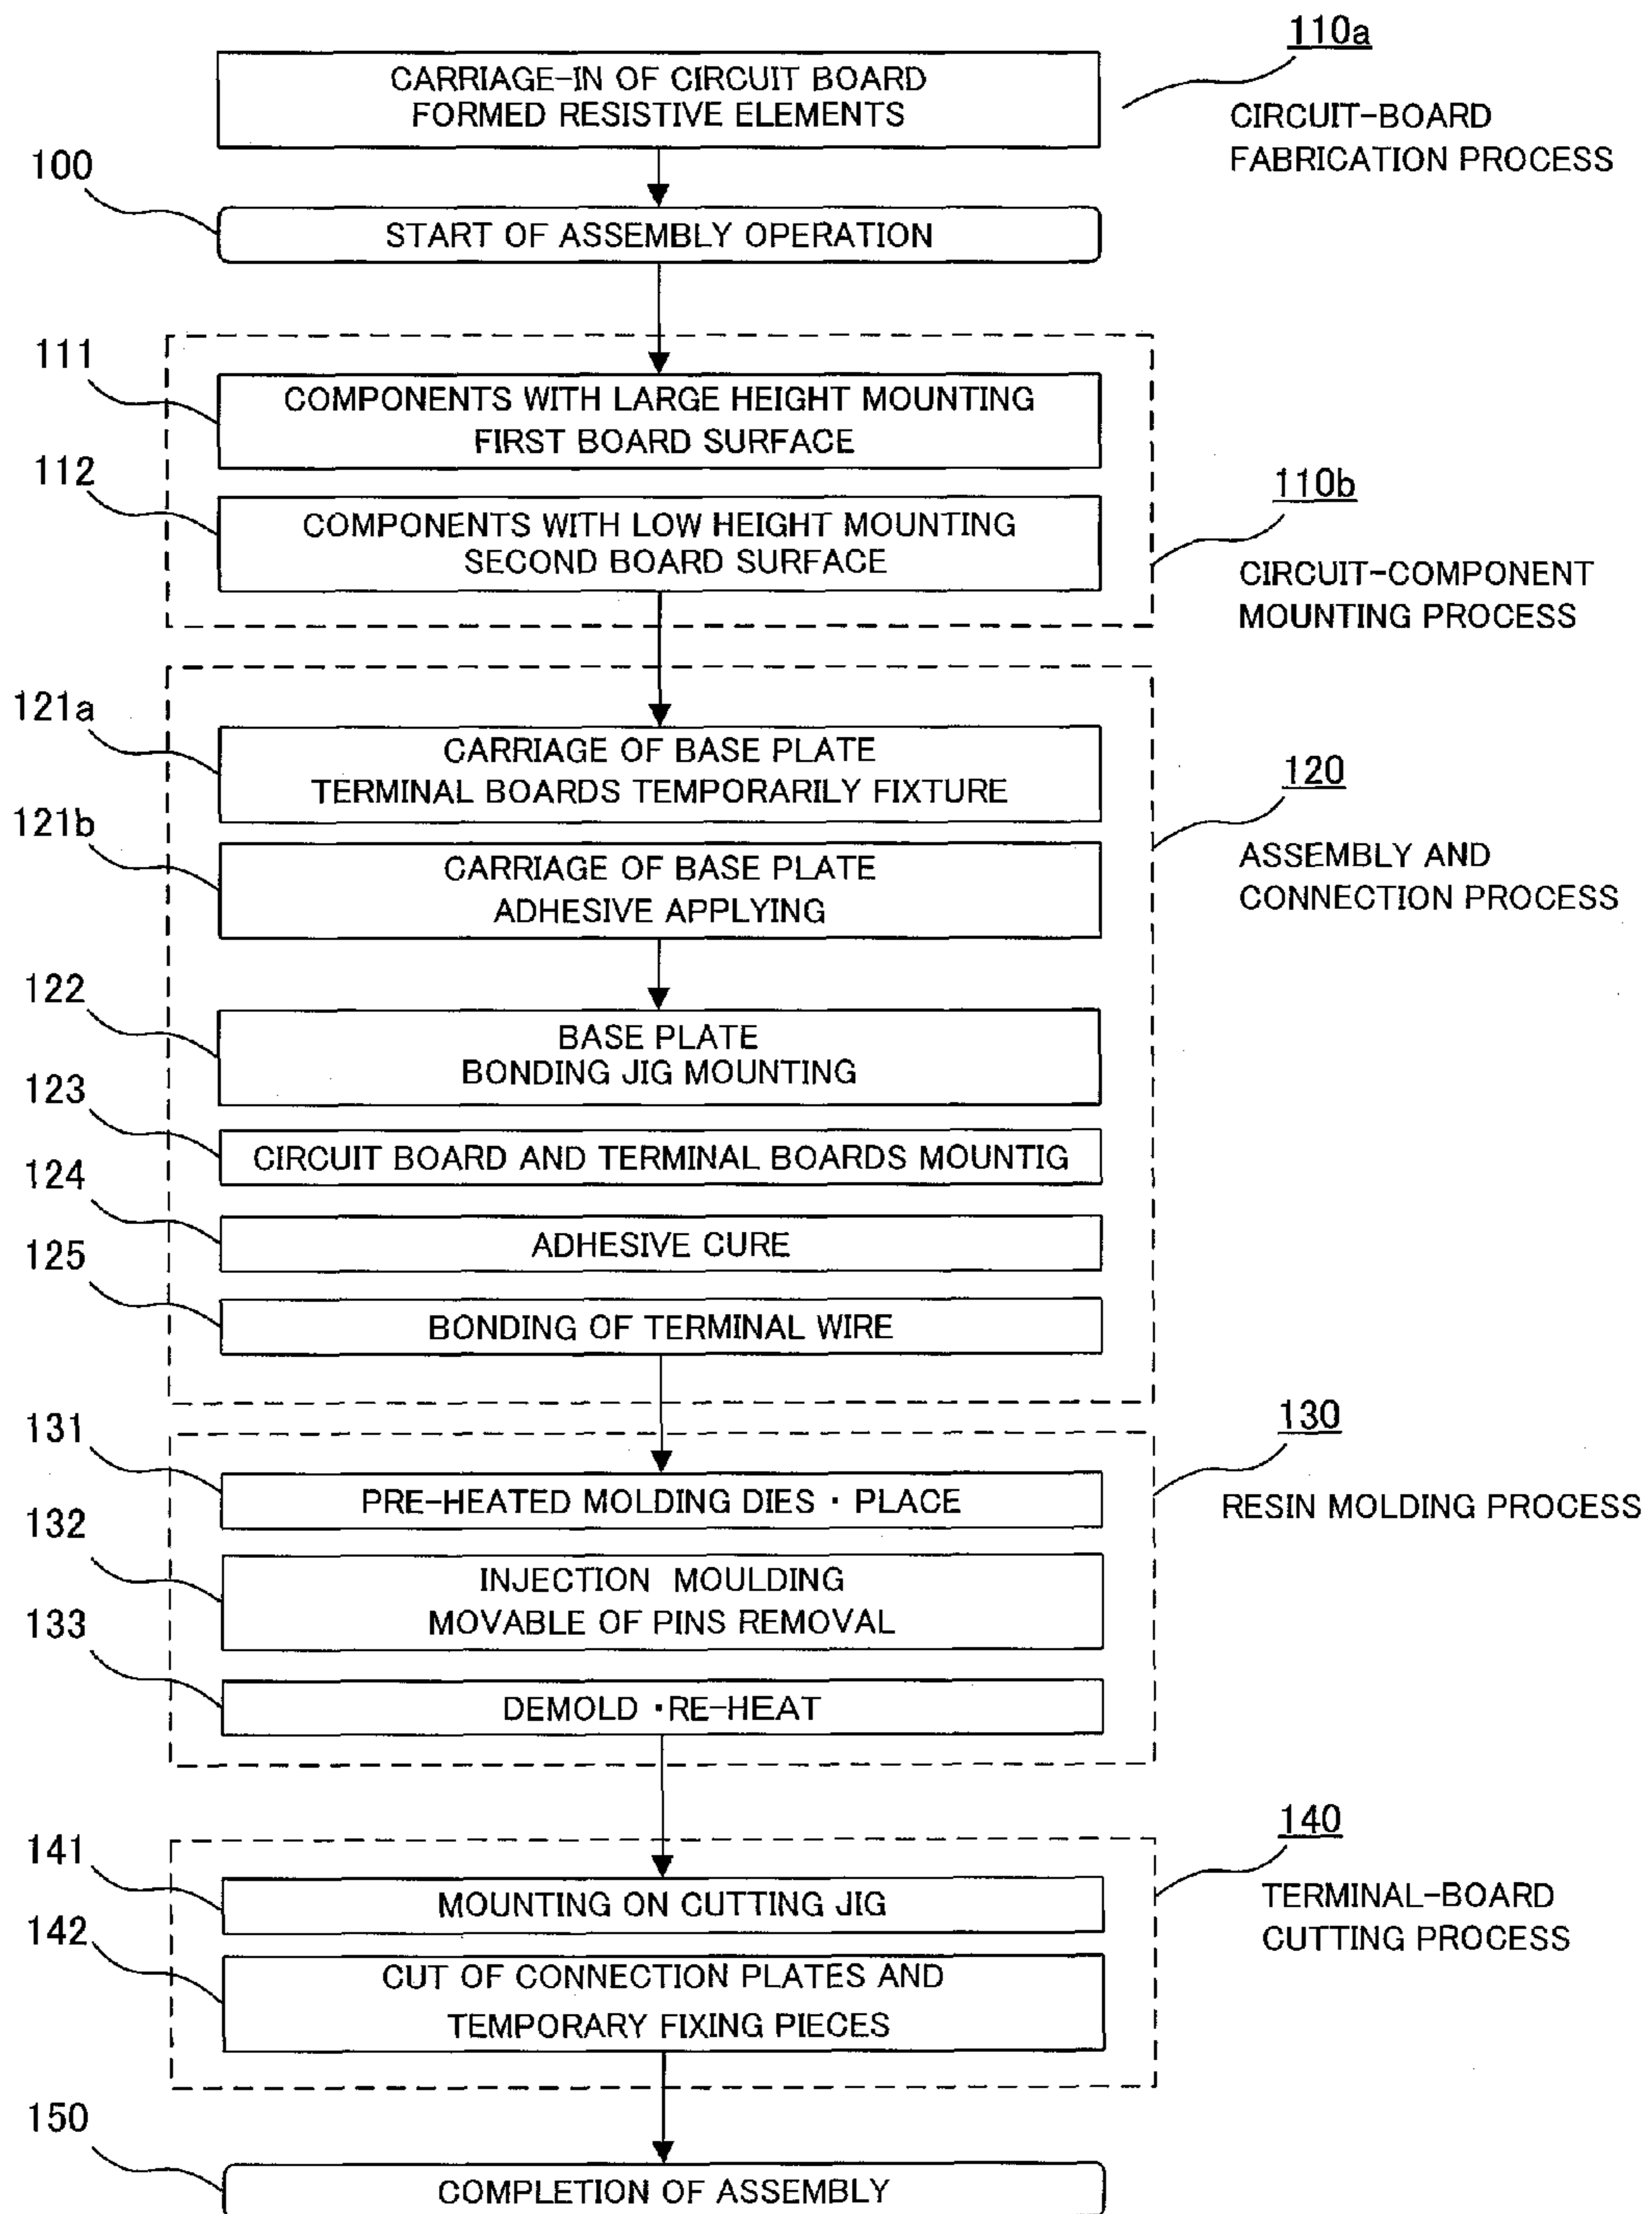 110a
CARRIAGE-IN OF CIRCUIT BOARD
FORMED RESISTIVE ELEMENTS
CIRCUIT-BOARD
FABRICATION PROCESS
100
START OF ASSEMBLY OPERATION
111
COMPONENTS WITH LARGE HEIGHT MOUNTING
FIRST BOARD SURFACE
112
COMPONENTS WITH LOW HEIGHT MOUNTING
SECOND BOARD SURFACE
110b
CIRCUIT-COMPONENT
MOUNTING PROCESS
121a
CARRIAGE OF BASE PLATE
TERMINAL BOARDS TEMPORARILY FIXTURE
121b
CARRIAGE OF BASE PLATE
ADHESIVE APPLYING
120
ASSEMBLY AND
CONNECTION PROCESS
122
BASE PLATE
BONDING JIG MOUNTING
123
CIRCUIT BOARD AND TERMINAL BOARDS MOUNTIG
124
ADHESIVE CURE
125
BONDING OF TERMINAL WIRE
131
PRE-HEATED MOLDING DIES・PLACE
130
RESIN MOLDING PROCESS
132
INJECTION MOULDING
MOVABLE OF PINS REMOVAL
133
DEMOLD・RE-HEAT
141
MOUNTING ON CUTTING JIG
140
TERMINAL-BOARD
CUTTING PROCESS
142
CUT OF CONNECTION PLATES AND
TEMPORARY FIXING PIECES
150
COMPLETION OF ASSEMBLY